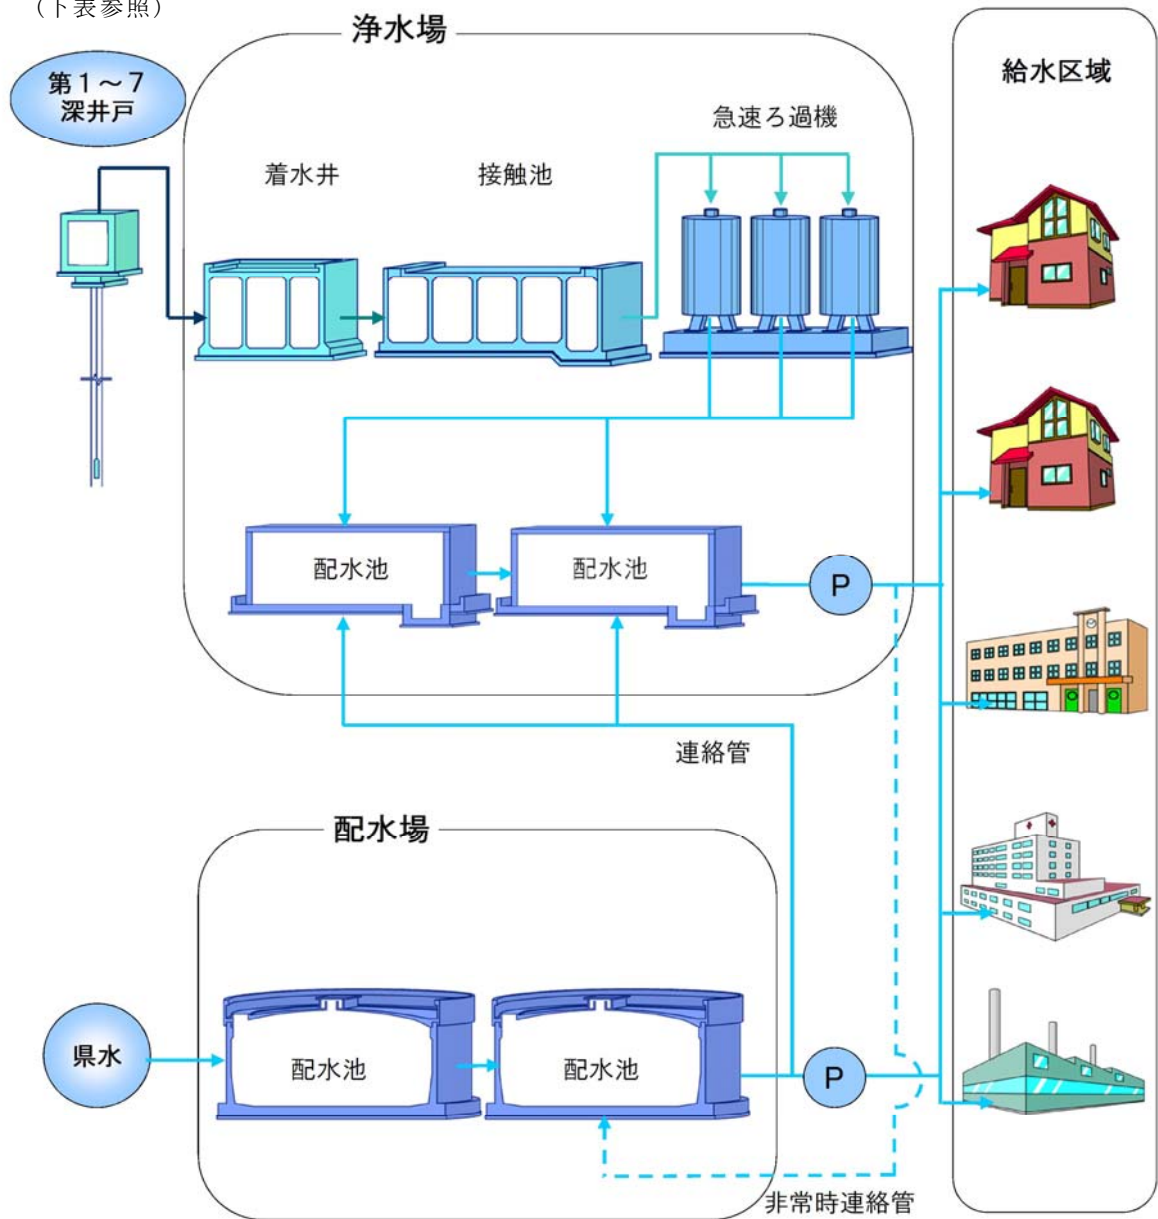 （下表参照）
浄水場
給水区域
第１～７
深井戸
急速ろ過機
着水井
接触池
配水池
配水池
P
連絡管
配水場
県水
配水池
配水池
P
非常時連絡管